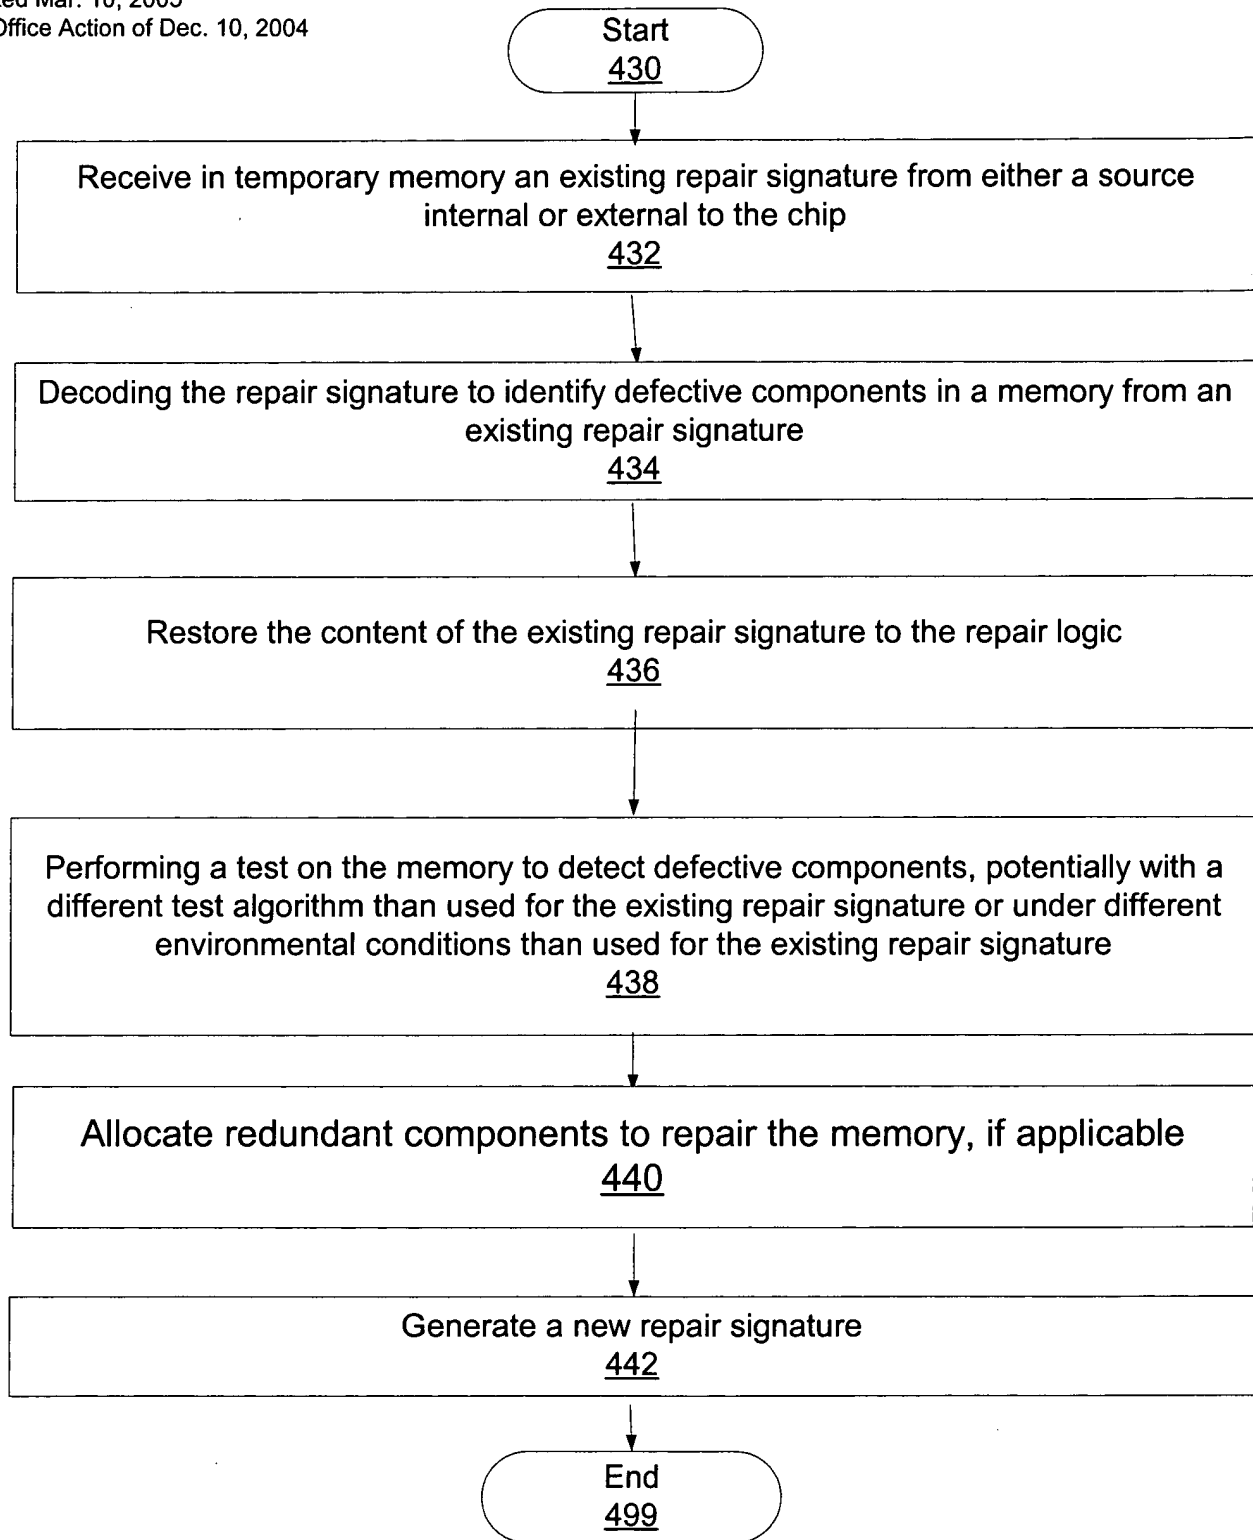 Mar. 10, 2005
Office Action of Dec. 10, 2004
Start
430
Receive in temporary memory an existing repair signature from either a source
internal or external to the chip
432
Decoding the repair signature to identify defective components in a memory from an
existing repair signature
434
Restore the content of the existing repair signature to the repair logic
436
Performing a test on the memory to detect defective components, potentially with a
different test algorithm than used for the existing repair signature or under different
environmental conditions than used for the existing repair signature
438
Allocate redundant components to repair the memory, if applicable
440
Generate a new repair signature
442
End
499